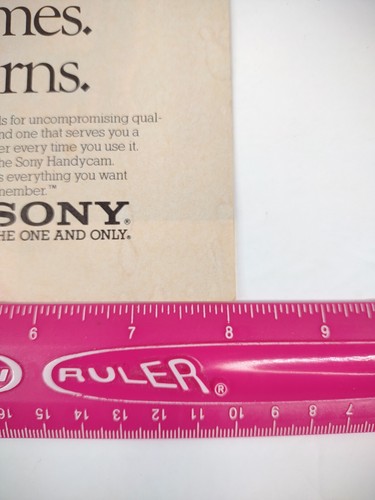 mes.
rns.
ls for uncompromising qual-
nd one that serves you a
er every time you use it.
he Sony Handycam.
s everything you want
nember.™
SONY®
HE ONE AND ONLY®
6 7 8 9
RULER®
16 15 14 13 12 11 10 9 8 7